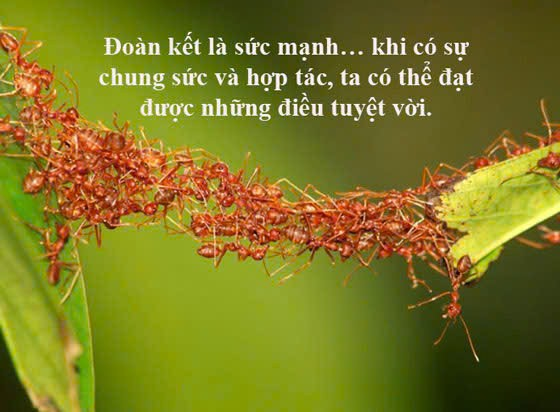 Đoàn kết là sức mạnh… khi có sự
chung sức và hợp tác, ta có thể đạt
được những điều tuyệt vời.